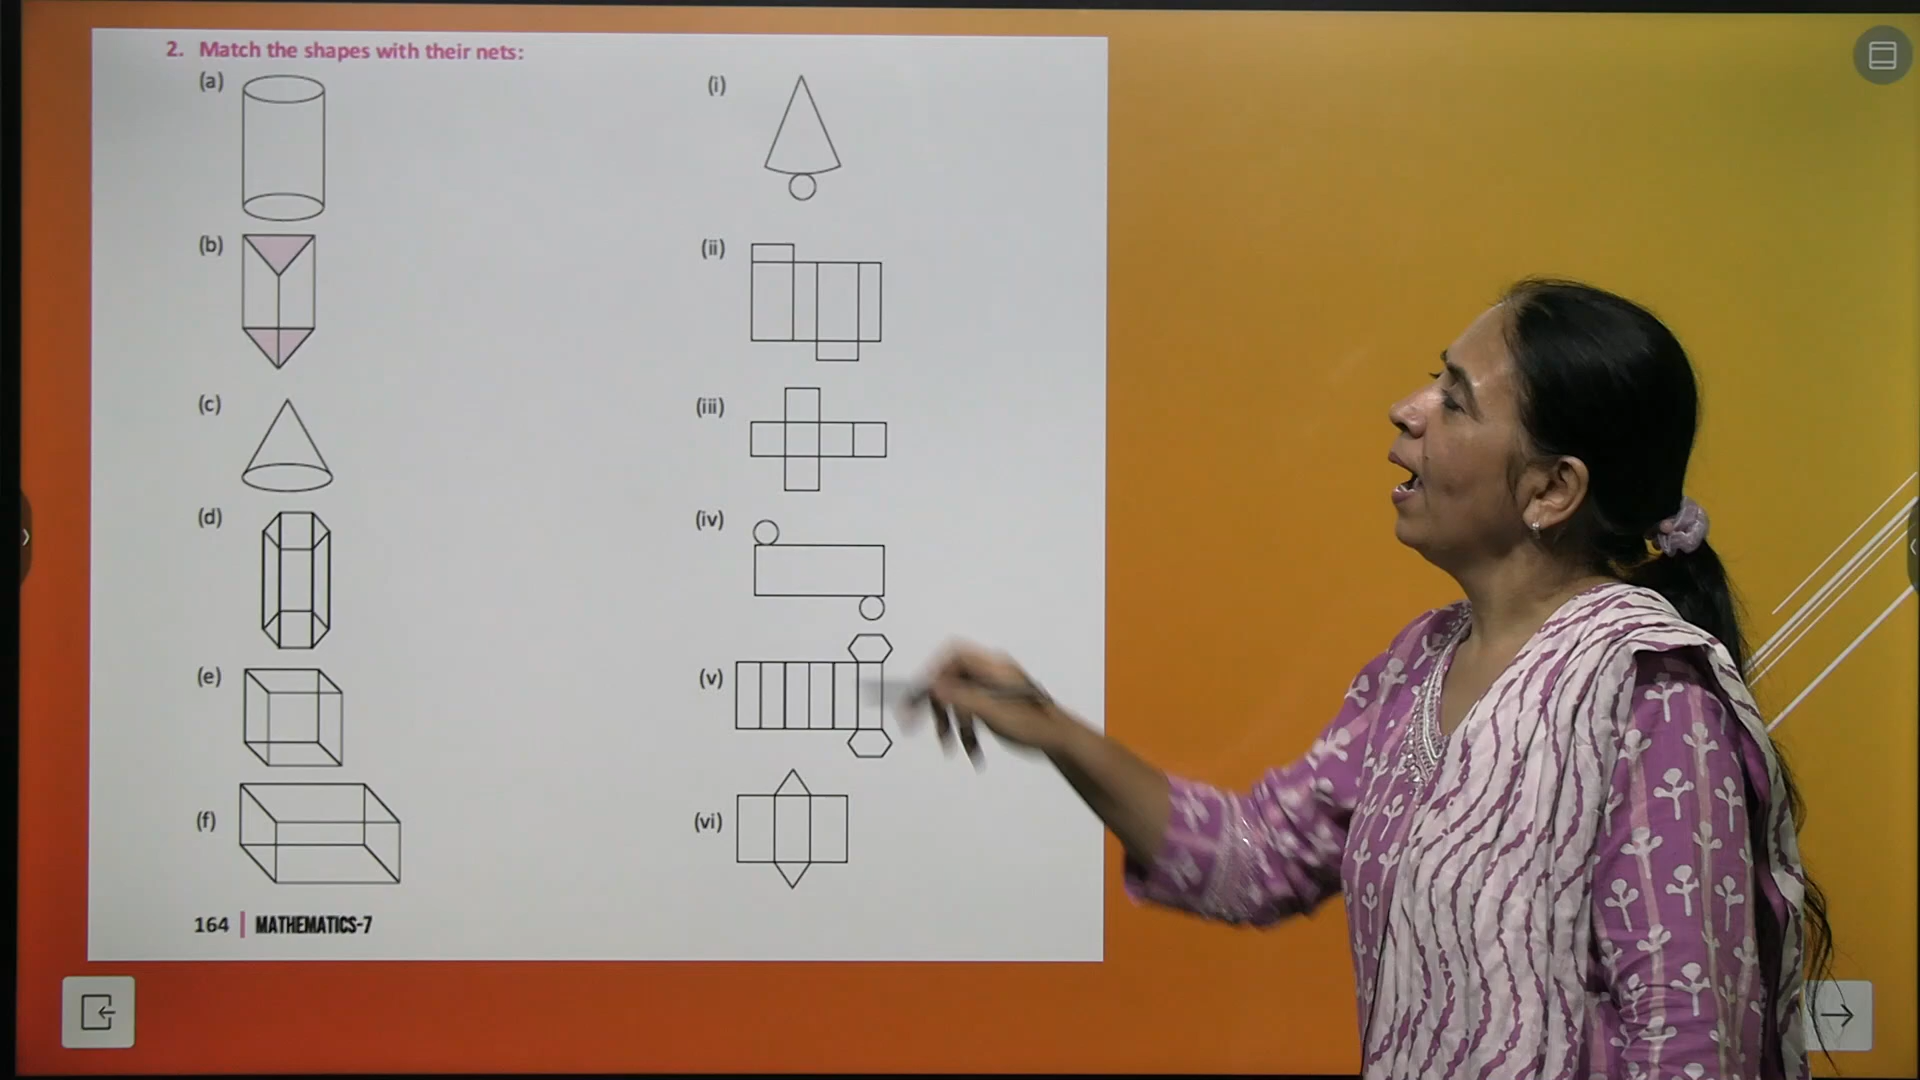 2. Match the shapes with their nets:
(a) (i)
(b) (ii)
(c) (iii)
(d) (iv)
(e) (v)
(f) (vi)
164 | MATHEMATICS-7